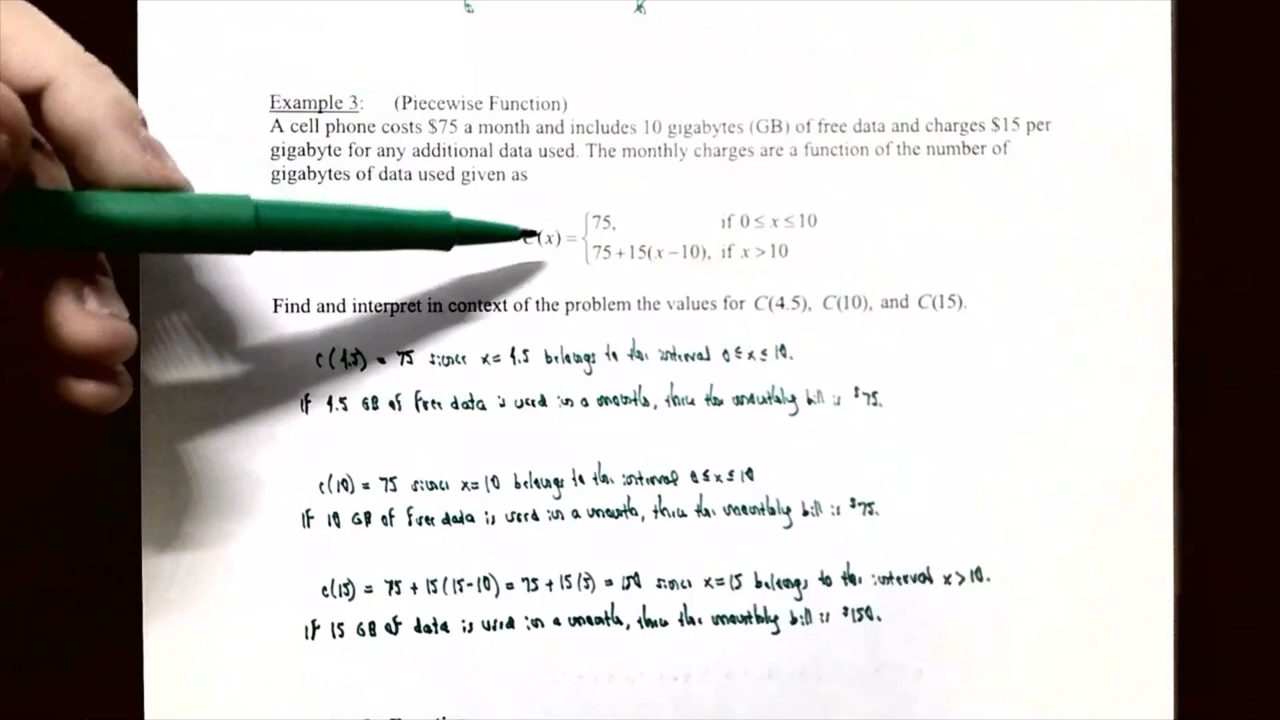 Example 3: (Piecewise Function)
A cell phone costs $75 a month and includes 10 gigabytes (GB) of free data and charges $15 per
gigabyte for any additional data used. The monthly charges are a function of the number of
gigabytes of data used given as
C(x) = { 75, if 0 ≤ x ≤ 10
75+15(x−10), if x > 10
Find and interpret in context of the problem the values for C(4.5), C(10), and C(15).
C(4.5) = 75 since x = 4.5 belongs to the interval 0 ≤ x ≤ 10.
If 4.5 GB of free data is used in a month, then the monthly bill is $75.
C(10) = 75 since x = 10 belongs to the interval 0 ≤ x ≤ 10
If 10 GB of free data is used in a month, then the monthly bill is $75.
C(15) = 75 + 15(15-10) = 75 + 15(5) = 150 since x = 15 belongs to the interval x > 10.
If 15 GB of data is used in a month, then the monthly bill is $150.